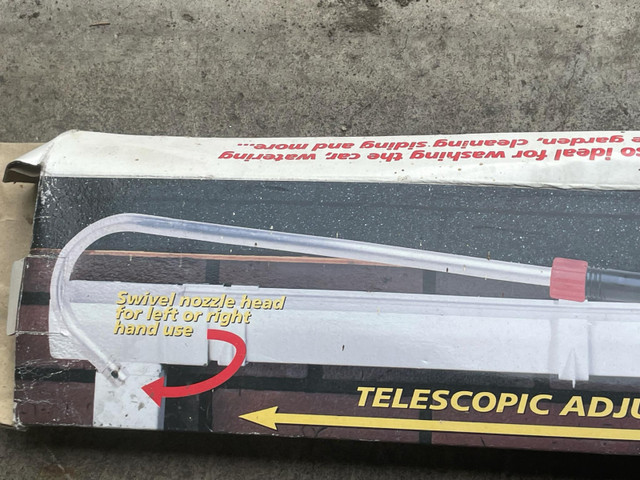 so ideal for washing the car, watering
e garden, cleaning siding and more...
Swivel nozzle head
for left or right
hand use
TELESCOPIC ADJU